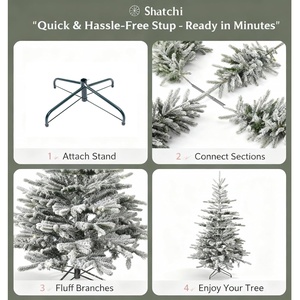 Shatchi
"Quick & Hassle-Free Stup - Ready in Minutes"
1 Attach Stand
2 Connect Sections
3 Fluff Branches
4 Enjoy Your Tree